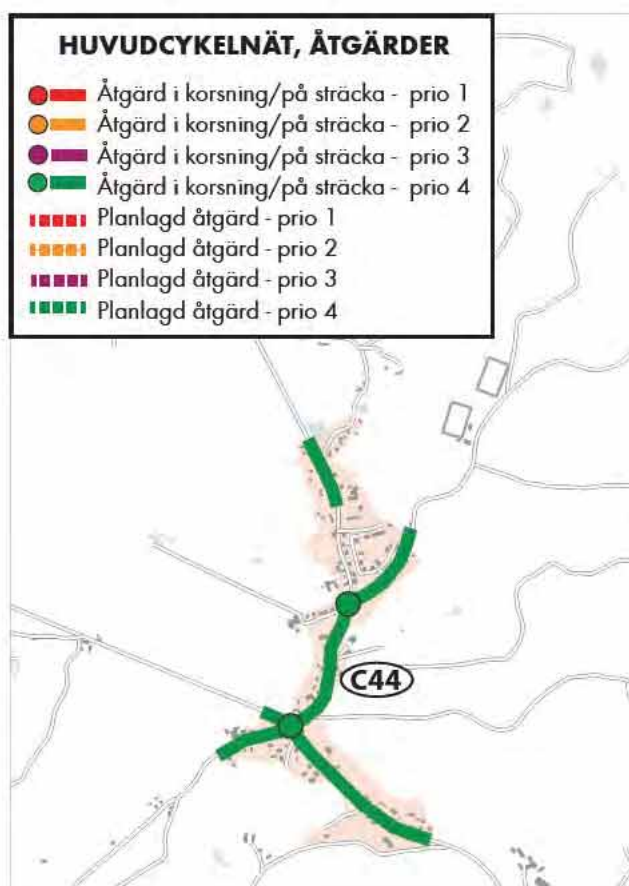 HUVUDCYKELNÄT, ÅTGÄRDER
Åtgärd i korsning/på sträcka - prio 1
Åtgärd i korsning/på sträcka - prio 2
Åtgärd i korsning/på sträcka - prio 3
Åtgärd i korsning/på sträcka - prio 4
Planlagd åtgärd - prio 1
Planlagd åtgärd - prio 2
Planlagd åtgärd - prio 3
Planlagd åtgärd - prio 4
C44